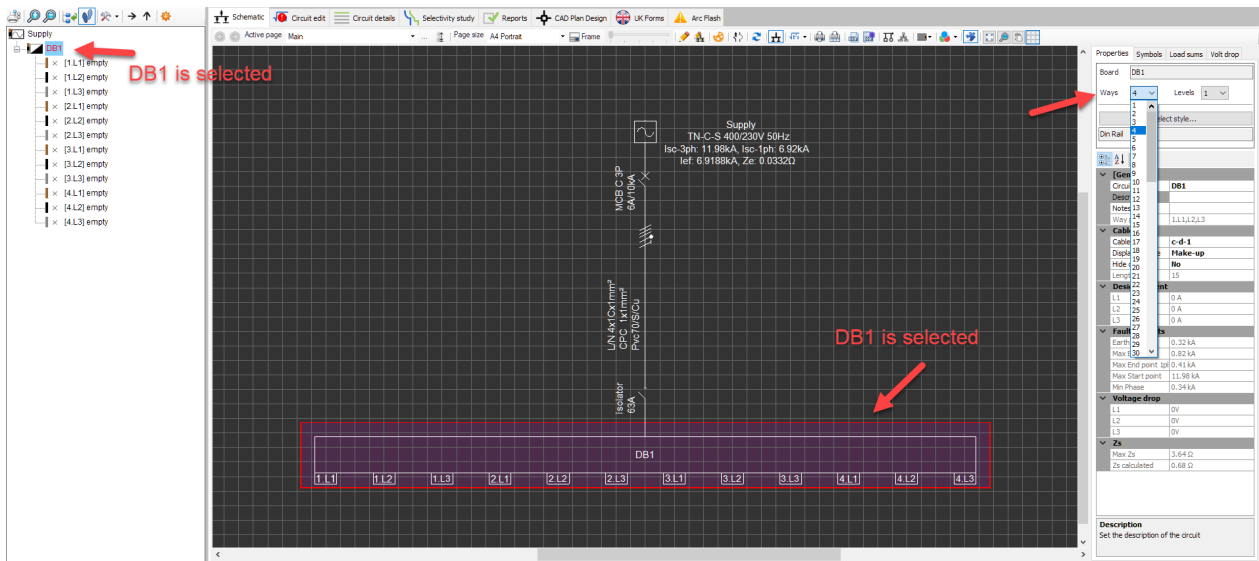 Schematic
Circuit edit
Circuit details
Selectivity study
Reports
CAD Plan Design
UK Forms
Arc Flash
Active page Main
... Page size A4 Portrait
Frame
Supply
DB1
[1.L1] empty
[1.L2] empty
[1.L3] empty
[2.L1] empty
[2.L2] empty
[2.L3] empty
[3.L1] empty
[3.L2] empty
[3.L3] empty
[4.L1] empty
[4.L2] empty
[4.L3] empty
DB1 is selected
Supply
TN-C-S 400/230V 50Hz
Isc-3ph: 11.98kA, Isc-1ph: 6.92kA
Ief: 6.9188kA, Ze: 0.0332Ω
MCB C 3P
6A/10kA
L/N 4x1Cx1mm²
CPC 1x1mm²
Pvc70/S/Cu
Isolator
63A
DB1 is selected
DB1
1.L1 1.L2 1.L3 2.L1 2.L2 2.L3 3.L1 3.L2 3.L3 4.L1 4.L2 4.L3
Properties Symbols Load sums Volt drop
Board DB1
Ways 4 Levels 1
1
2
3
4
5
6
7
8
9
10
11
12
13
14
15
16
17
18
19
20
21
22
23
24
25
26
27
28
29
30
style...
Din Rail
DB1
Notes
1.L1,L2,L3
c-d-1
Make-up
No
15
L1 0 A
L2 0 A
L3 0 A
Earth 0.32 kA
0.82 kA
Max End point 1pl 0.41 kA
Max Start point 11.98 kA
Min Phase 0.34 kA
Voltage drop
L1 0V
L2 0V
L3 0V
Zs
Max Zs 3.64 Ω
Zs calculated 0.68 Ω
Description
Set the description of the circuit